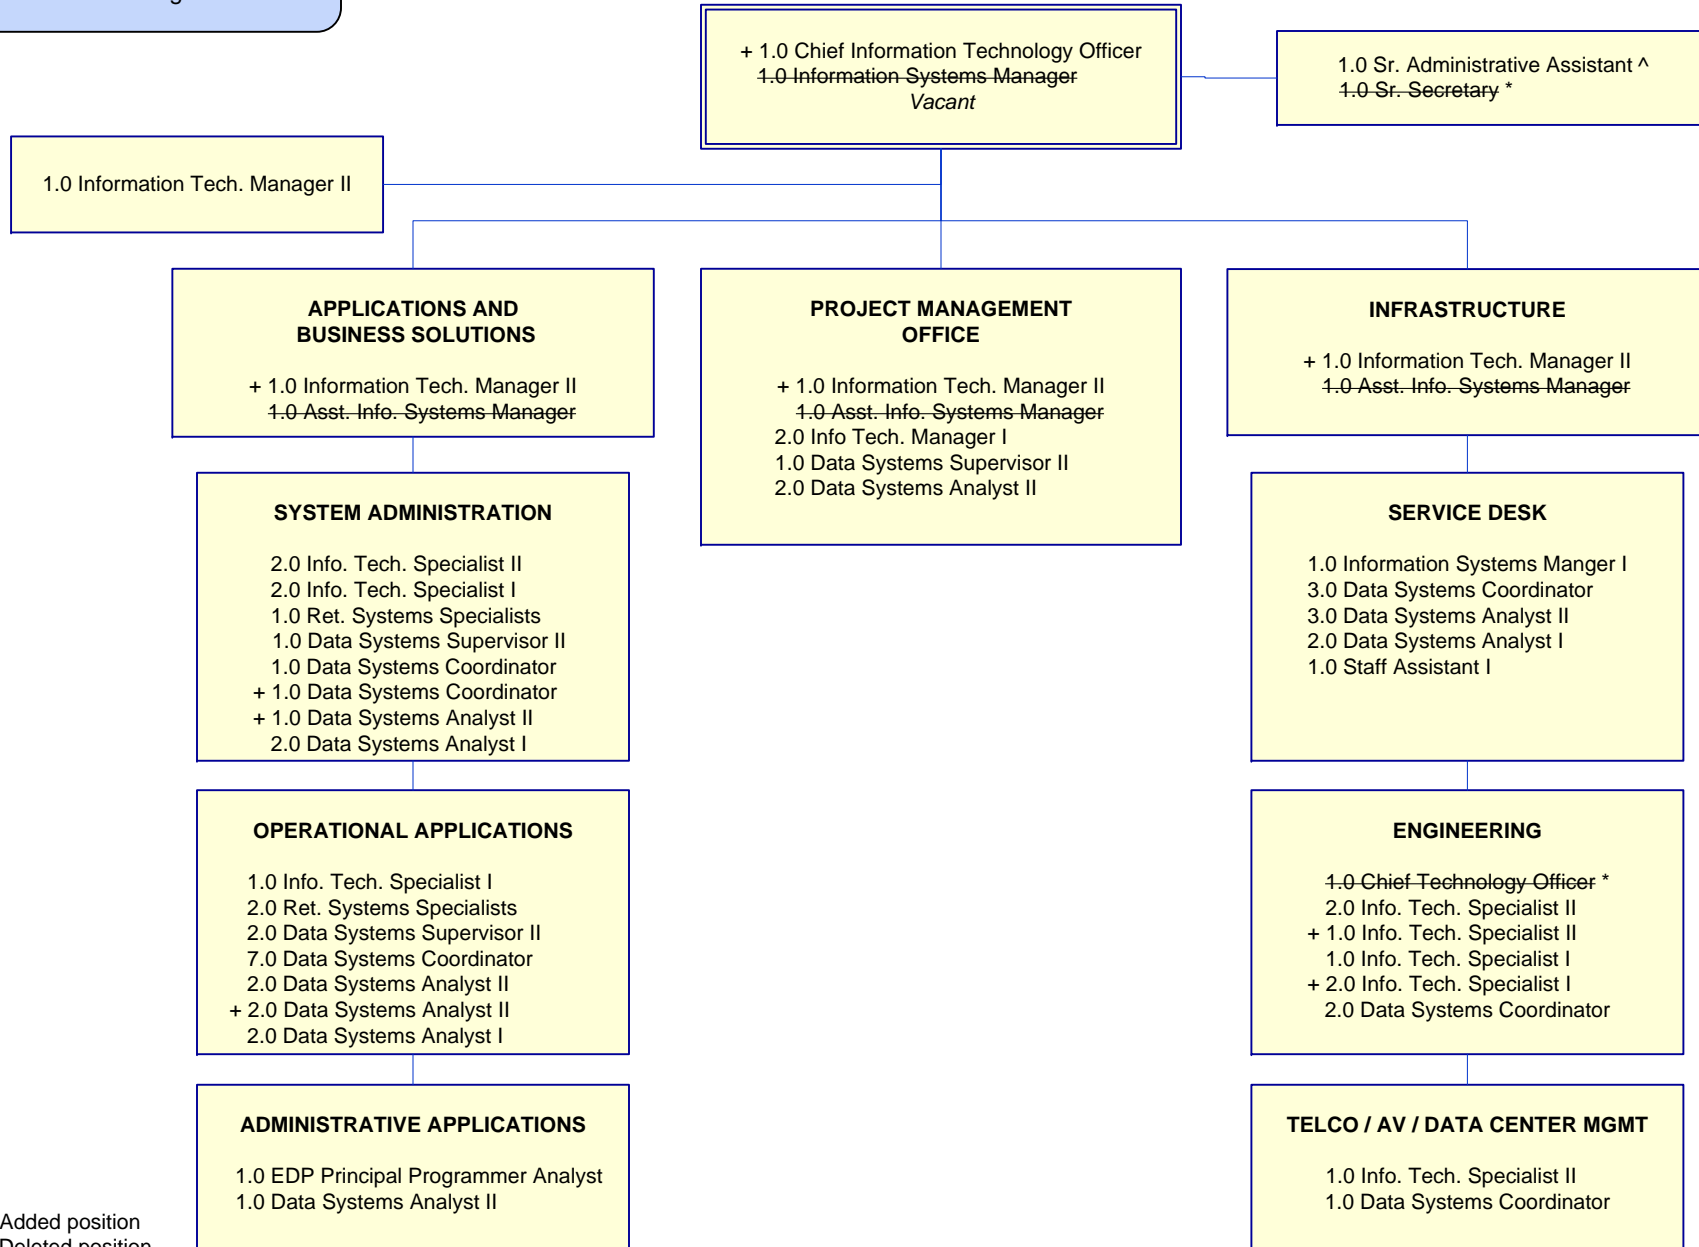 + 1.0 Chief Information Technology Officer
1.0 Information Systems Manager
Vacant
1.0 Sr. Administrative Assistant ^
1.0 Sr. Secretary *
1.0 Information Tech. Manager II
APPLICATIONS AND
BUSINESS SOLUTIONS
+ 1.0 Information Tech. Manager II
1.0 Asst. Info. Systems Manager
PROJECT MANAGEMENT
OFFICE
+ 1.0 Information Tech. Manager II
1.0 Asst. Info. Systems Manager
2.0 Info Tech. Manager I
1.0 Data Systems Supervisor II
2.0 Data Systems Analyst II
INFRASTRUCTURE
+ 1.0 Information Tech. Manager II
1.0 Asst. Info. Systems Manager
SYSTEM ADMINISTRATION
2.0 Info. Tech. Specialist II
2.0 Info. Tech. Specialist I
1.0 Ret. Systems Specialists
1.0 Data Systems Supervisor II
1.0 Data Systems Coordinator
+ 1.0 Data Systems Coordinator
+ 1.0 Data Systems Analyst II
2.0 Data Systems Analyst I
SERVICE DESK
1.0 Information Systems Manger I
3.0 Data Systems Coordinator
3.0 Data Systems Analyst II
2.0 Data Systems Analyst I
1.0 Staff Assistant I
OPERATIONAL APPLICATIONS
1.0 Info. Tech. Specialist I
2.0 Ret. Systems Specialists
2.0 Data Systems Supervisor II
7.0 Data Systems Coordinator
2.0 Data Systems Analyst II
+ 2.0 Data Systems Analyst II
2.0 Data Systems Analyst I
ENGINEERING
1.0 Chief Technology Officer *
2.0 Info. Tech. Specialist II
+ 1.0 Info. Tech. Specialist II
1.0 Info. Tech. Specialist I
+ 2.0 Info. Tech. Specialist I
2.0 Data Systems Coordinator
ADMINISTRATIVE APPLICATIONS
1.0 EDP Principal Programmer Analyst
1.0 Data Systems Analyst II
TELCO / AV / DATA CENTER MGMT
1.0 Info. Tech. Specialist II
1.0 Data Systems Coordinator
Added position
Deleted position